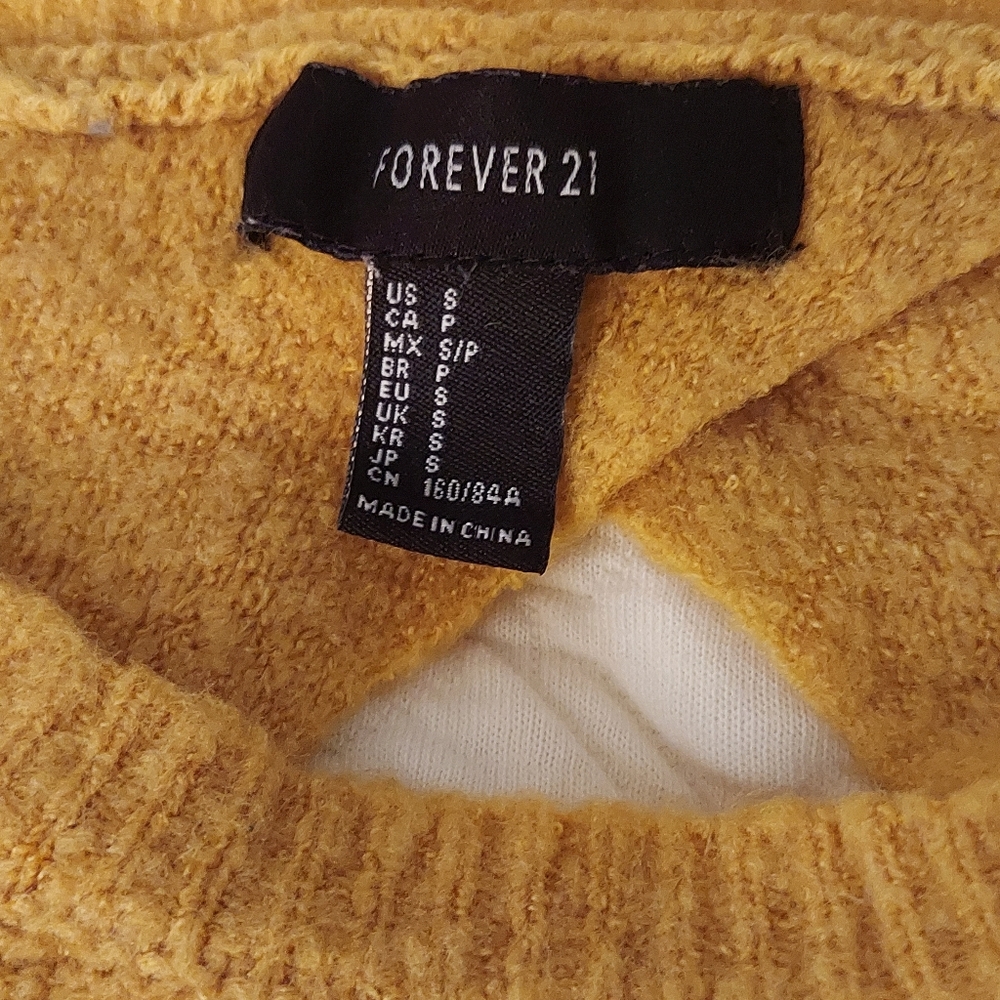 FOREVER 21
US S
CA P
MX S/P
BR P
EU S
UK S
KR S
JP S
CN 160/84A
MADE IN CHINA